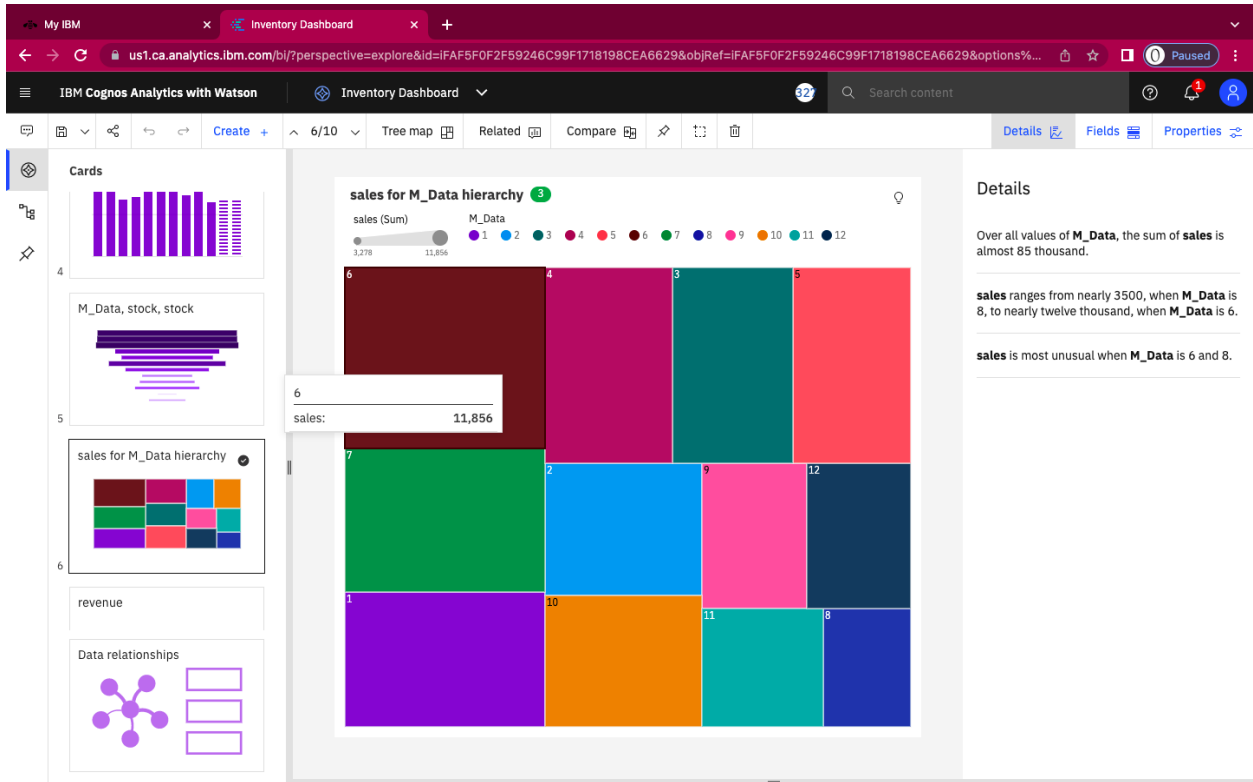 My IBM
Inventory Dashboard
us1.ca.analytics.ibm.com/bi/?perspective=explore&id=iFAF5F0F2F59246C99F1718198CEA6629&objRef=iFAF5F0F2F59246C99F1718198CEA6629&options%...
Paused
IBM Cognos Analytics with Watson
Inventory Dashboard
Search content
1
Create +
6/10
Tree map
Related
Compare
Details
Fields
Properties
Cards
4
M_Data, stock, stock
5
sales for M_Data hierarchy
6
revenue
Data relationships
sales for M_Data hierarchy 3
sales (Sum)
3,278
11,856
M_Data
1 2 3 4 5 6 7 8 9 10 11 12
6
4
3
5
6
sales: 11,856
7
2
9
12
1
10
11
8
Details
Over all values of M_Data, the sum of sales is
almost 85 thousand.
sales ranges from nearly 3500, when M_Data is
8, to nearly twelve thousand, when M_Data is 6.
sales is most unusual when M_Data is 6 and 8.